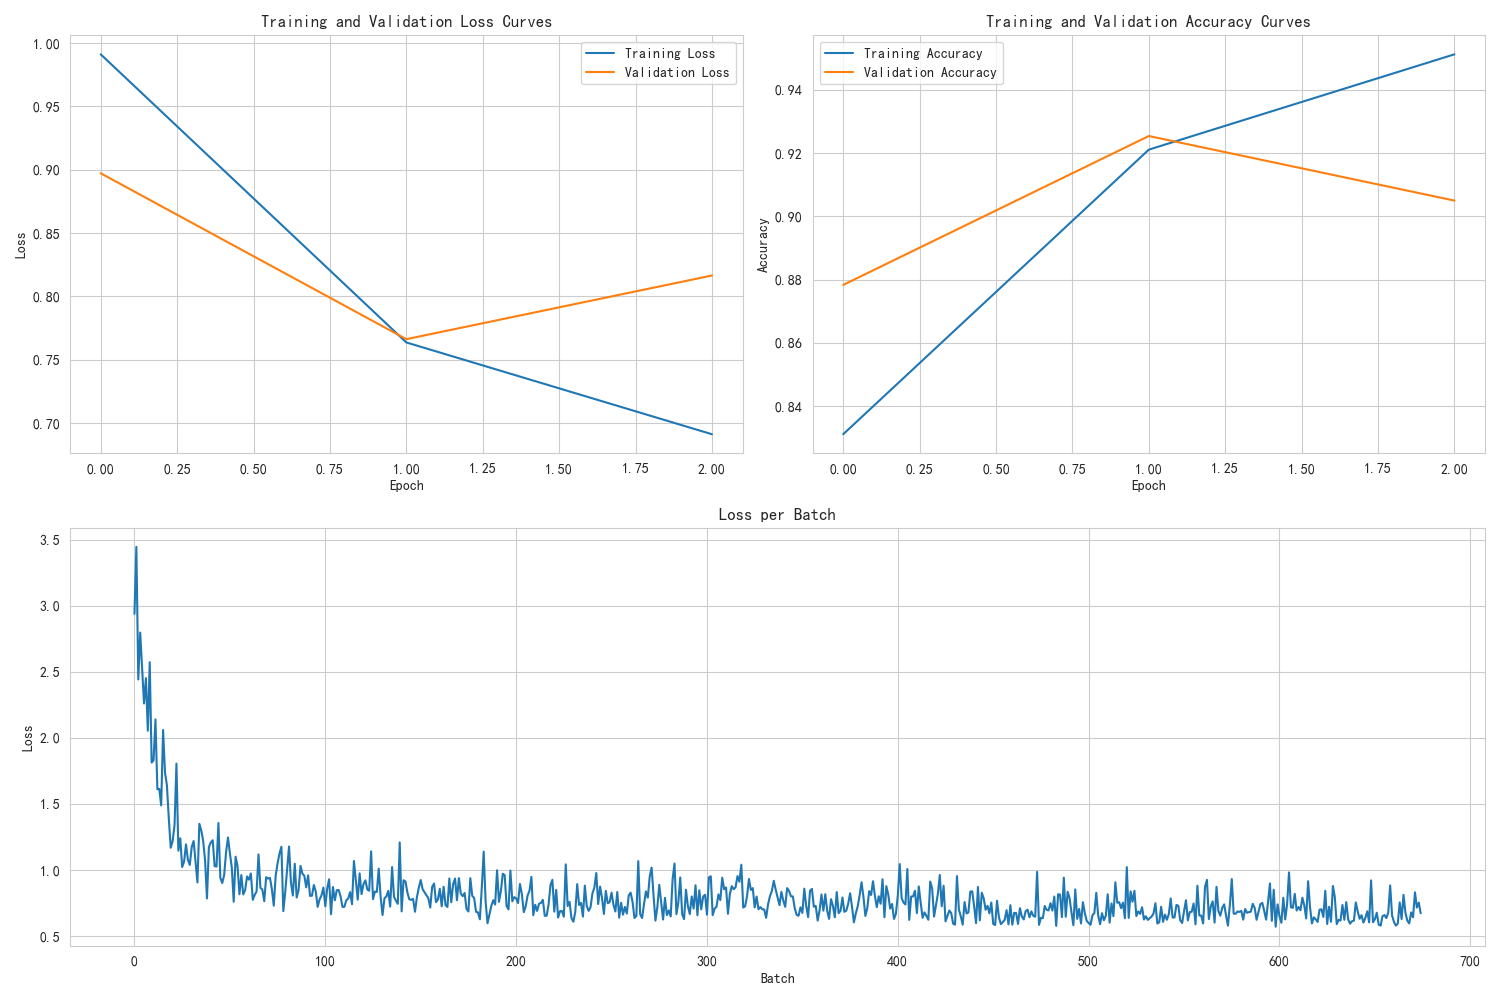 Training and Validation Loss Curves
1.00
0.95
0.90
0.85
0.80
0.75
0.70
Loss
Training Loss
Validation Loss
0.00 0.25 0.50 0.75 1.00 1.25 1.50 1.75 2.00
Epoch
Training and Validation Accuracy Curves
0.94
0.92
0.90
0.88
0.86
0.84
Accuracy
Training Accuracy
Validation Accuracy
0.00 0.25 0.50 0.75 1.00 1.25 1.50 1.75 2.00
Epoch
Loss per Batch
3.5
3.0
2.5
2.0
1.5
1.0
0.5
Loss
0 100 200 300 400 500 600 700
Batch